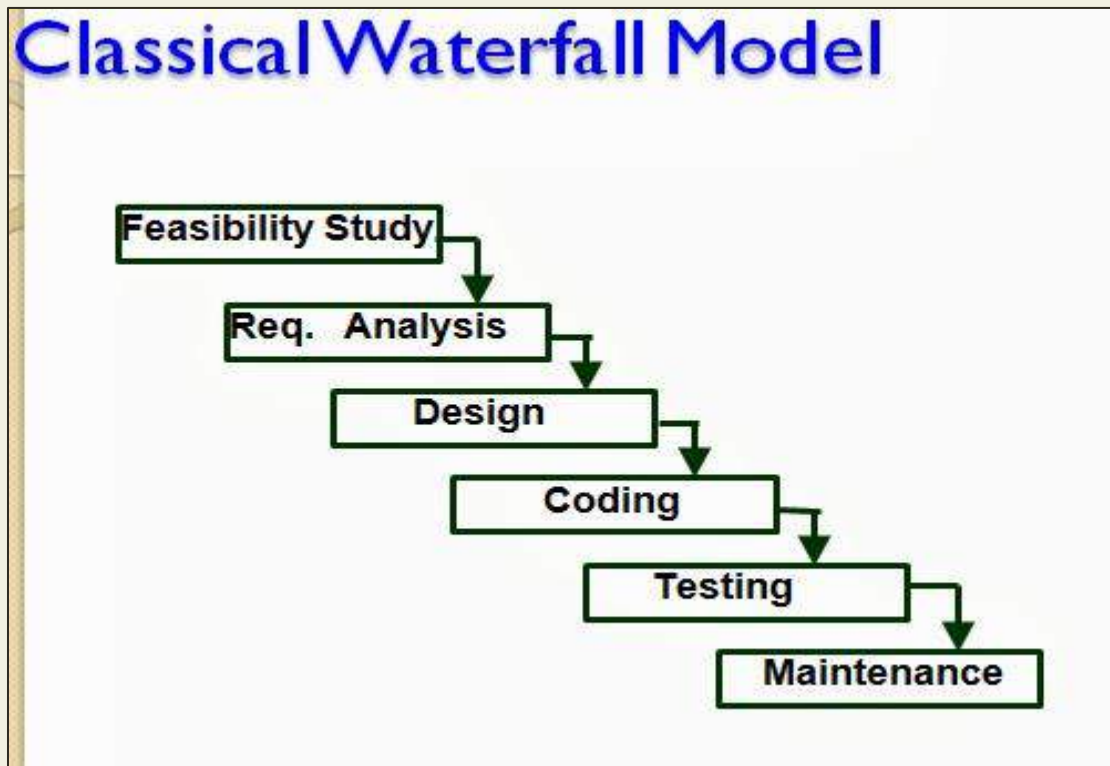 Classical Waterfall Model
Feasibility Study
Req. Analysis
Design
Coding
Testing
Maintenance